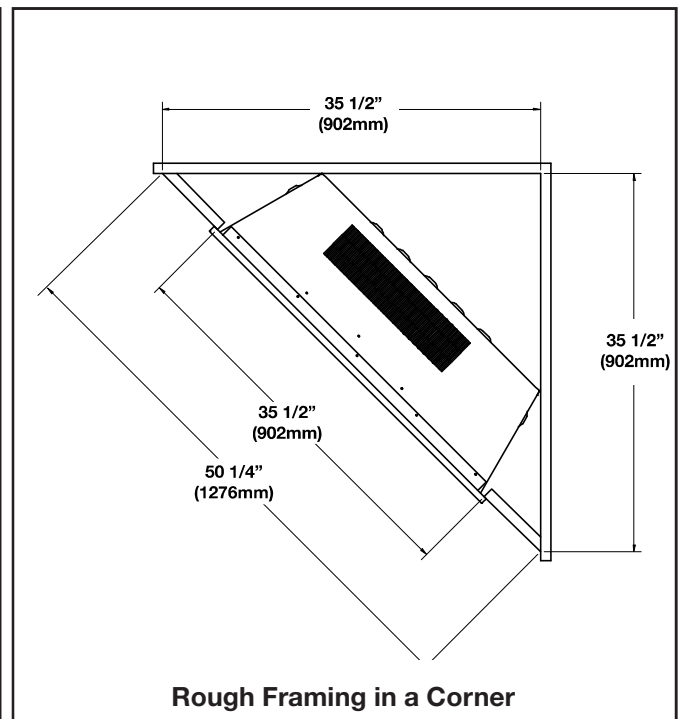 35 1/2”
(902mm)
35 1/2”
(902mm)
35 1/2”
(902mm)
50 1/4”
(1276mm)
Rough Framing in a Corner